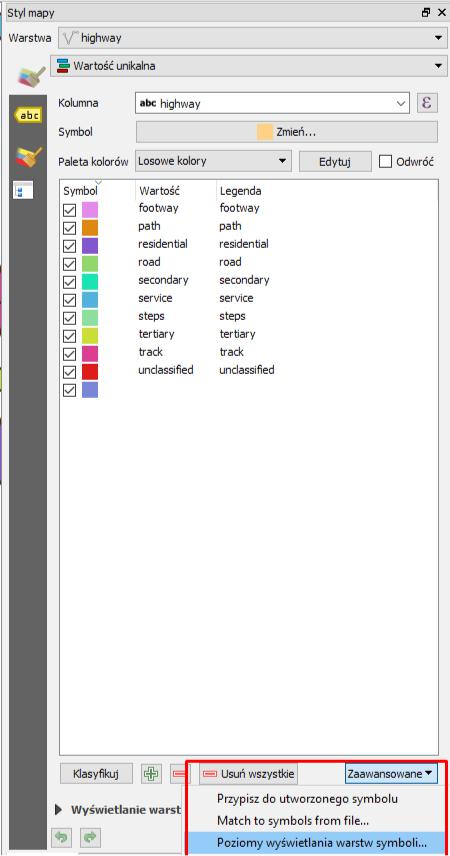 Styl mapy
Warstwa highway
Wartość unikalna
abc
Kolumna abc highway ε
Symbol Zmień...
Paleta kolorów Losowe kolory Edytuj Odwróć
Symbol Wartość Legenda
footway footway
path path
residential residential
road road
secondary secondary
service service
steps steps
tertiary tertiary
track track
unclassified unclassified
Klasyfikuj Usuń wszystkie Zaawansowane
Przypisz do utworzonego symbolu
Wyświetlanie warst
Match to symbols from file...
Poziomy wyświetlania warstw symboli...